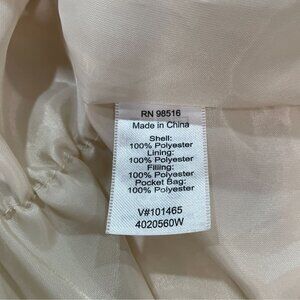 RN 98516
Made in China
Shell:
100% Polyester
Lining:
100% Polyester
Filling:
100% Polyester
Pocket Bag:
100% Polyester
V#101465
4020560W